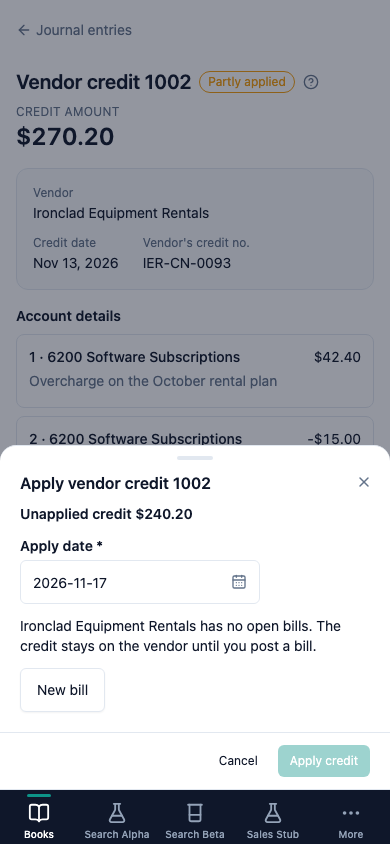 Journal entries
Vendor credit 1002 Partly applied
CREDIT AMOUNT
$270.20
Vendor
Ironclad Equipment Rentals
Credit date Vendor's credit no.
Nov 13, 2026 IER-CN-0093
Account details
1 · 6200 Software Subscriptions $42.40
Overcharge on the October rental plan
2 · 6200 Software Subscriptions -$15.00
Apply vendor credit 1002
Unapplied credit $240.20
Apply date *
2026-11-17
Ironclad Equipment Rentals has no open bills. The
credit stays on the vendor until you post a bill.
New bill
Cancel Apply credit
Books Search Alpha Search Beta Sales Stub More